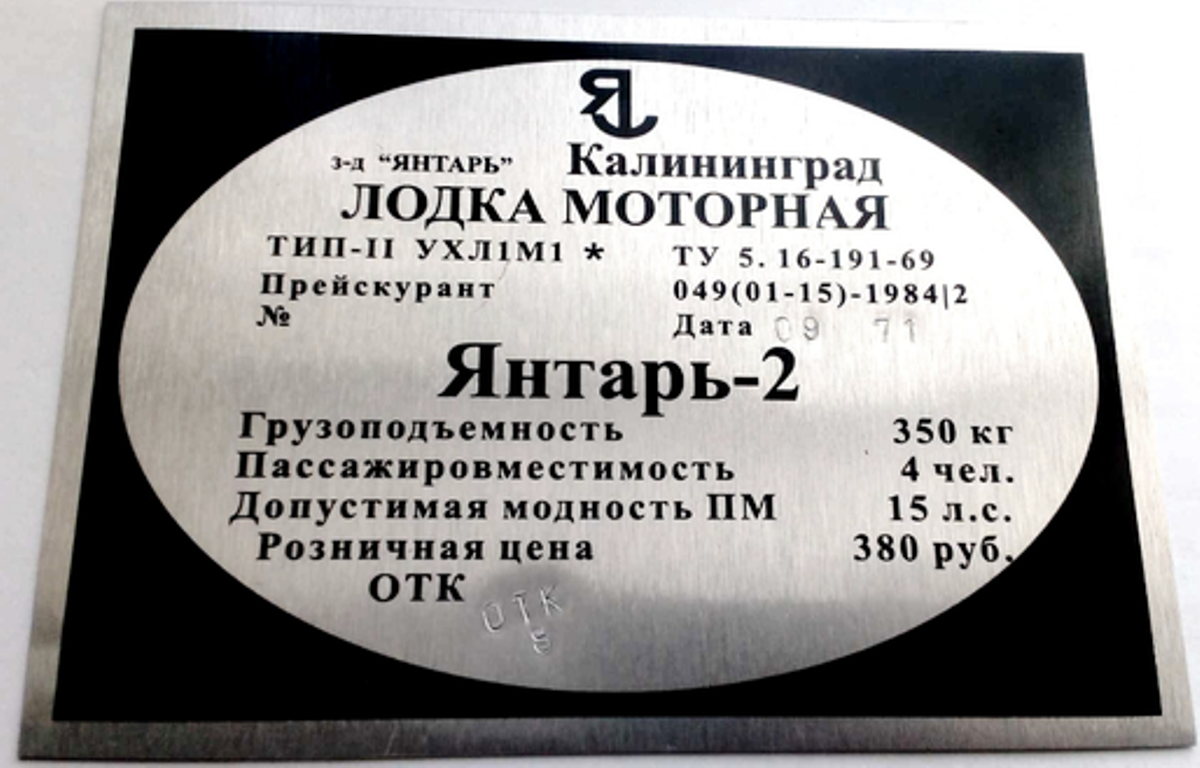 ЯL
з-д "ЯНТАРЬ" Калининград
ЛОДКА МОТОРНАЯ
ТИП-II УХЛ1М1 * ТУ 5. 16-191-69
Прейскурант 049(01-15)-1984|2
№ Дата 09 71
Янтарь-2
Грузоподъемность 350 кг
Пассажировместимость 4 чел.
Допустимая модность ПМ 15 л.с.
Розничная цена 380 руб.
ОТК ОТК
5